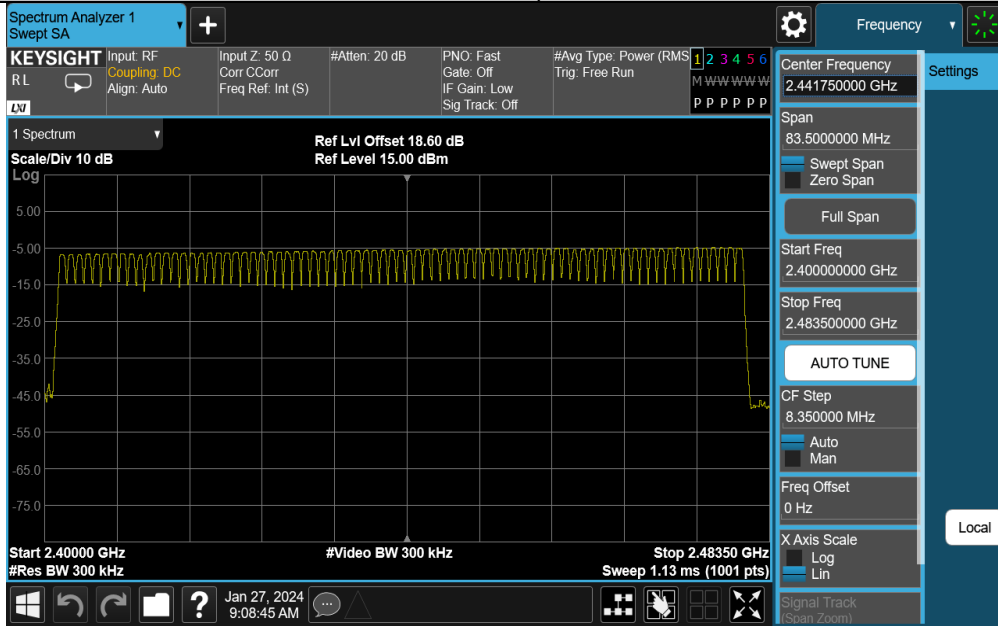 Spectrum Analyzer 1
Swept SA
Frequency
KEYSIGHT
RL
LXI
Input: RF
Coupling: DC
Align: Auto
Input Z: 50 Ω
Corr CCorr
Freq Ref: Int (S)
#Atten: 20 dB
PNO: Fast
Gate: Off
IF Gain: Low
Sig Track: Off
#Avg Type: Power (RMS
Trig: Free Run
1 2 3 4 5 6
M W W W W W
P P P P P P
1 Spectrum
Scale/Div 10 dB
Ref Lvl Offset 18.60 dB
Ref Level 15.00 dBm
Log
5.00
-5.00
-15.0
-25.0
-35.0
-45.0
-55.0
-65.0
-75.0
Start 2.40000 GHz
#Video BW 300 kHz
Stop 2.48350 GHz
#Res BW 300 kHz
Sweep 1.13 ms (1001 pts)
Center Frequency
2.441750000 GHz
Settings
Span
83.5000000 MHz
Swept Span
Zero Span
Full Span
Start Freq
2.400000000 GHz
Stop Freq
2.483500000 GHz
AUTO TUNE
CF Step
8.350000 MHz
Auto
Man
Freq Offset
0 Hz
Local
X Axis Scale
Log
Lin
Signal Track
(Span Zoom)
?
Jan 27, 2024
9:08:45 AM